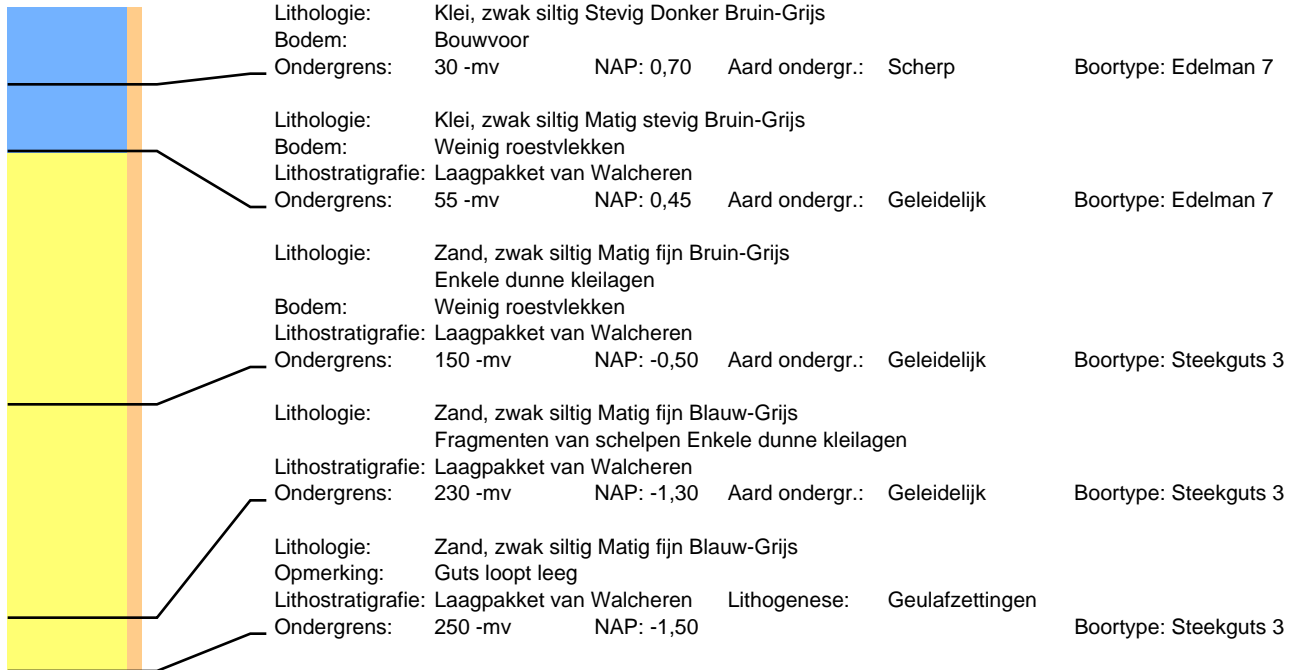 Lithologie: Klei, zwak siltig Stevig Donker Bruin-Grijs
Bodem: Bouwvoor
Ondergrens: 30 -mv NAP: 0,70 Aard ondergr.: Scherp Boortype: Edelman 7
Lithologie: Klei, zwak siltig Matig stevig Bruin-Grijs
Bodem: Weinig roestvlekken
Lithostratigrafie: Laagpakket van Walcheren
Ondergrens: 55 -mv NAP: 0,45 Aard ondergr.: Geleidelijk Boortype: Edelman 7
Lithologie: Zand, zwak siltig Matig fijn Bruin-Grijs
Enkele dunne kleilagen
Bodem: Weinig roestvlekken
Lithostratigrafie: Laagpakket van Walcheren
Ondergrens: 150 -mv NAP: -0,50 Aard ondergr.: Geleidelijk Boortype: Steekguts 3
Lithologie: Zand, zwak siltig Matig fijn Blauw-Grijs
Fragmenten van schelpen Enkele dunne kleilagen
Lithostratigrafie: Laagpakket van Walcheren
Ondergrens: 230 -mv NAP: -1,30 Aard ondergr.: Geleidelijk Boortype: Steekguts 3
Lithologie: Zand, zwak siltig Matig fijn Blauw-Grijs
Opmerking: Guts loopt leeg
Lithostratigrafie: Laagpakket van Walcheren Lithogenese: Geulafzettingen
Ondergrens: 250 -mv NAP: -1,50 Boortype: Steekguts 3